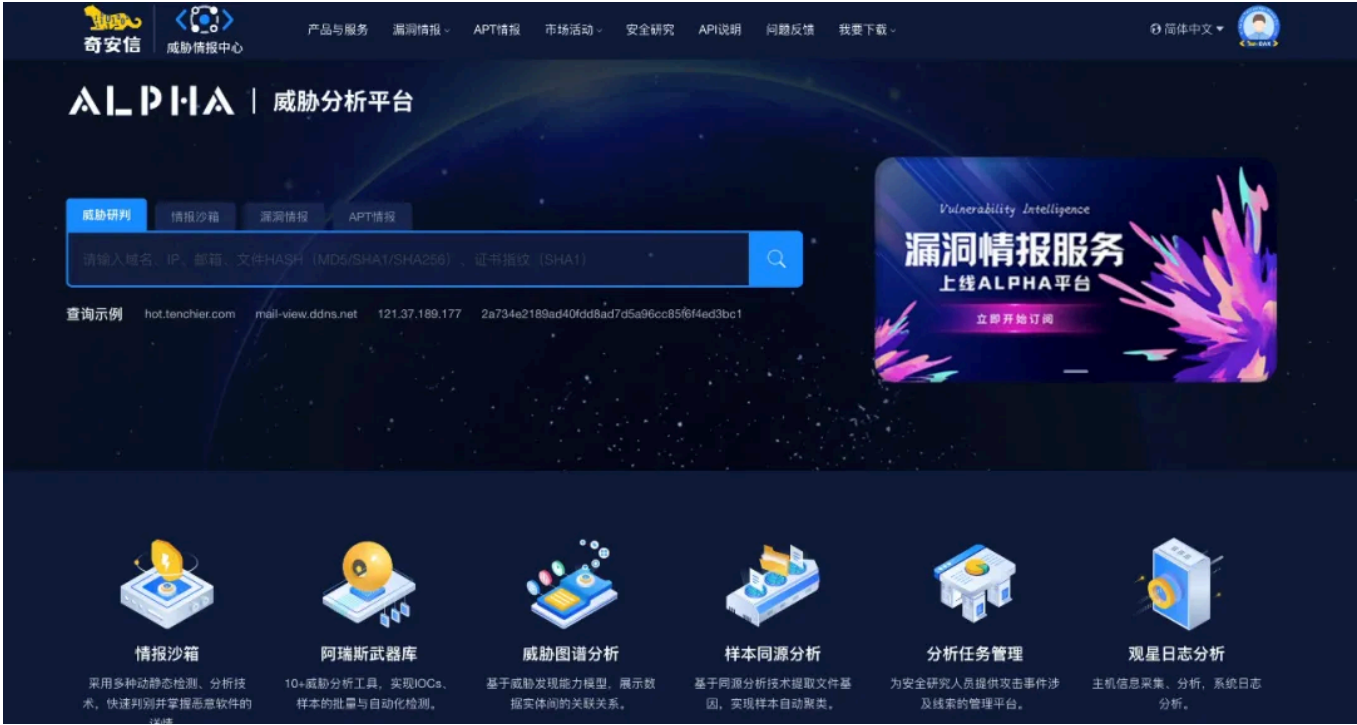 奇安信
威胁情报中心
产品与服务 漏洞情报 APT情报 市场活动 安全研究 API说明 问题反馈 我要下载
简体中文
ALPHA | 威胁分析平台
威胁研判 情报沙箱 漏洞情报 APT情报
请输入域名、IP、邮箱、文件HASH（MD5/SHA1/SHA256）、证书指纹（SHA1）
查询示例 hot.tenchier.com mail-view.ddns.net 121.37.189.177 2a734e2189ad40fdd8ad7d5a96cc85f6f4ed3bc1
Vulnerability Intelligence
漏洞情报服务
上线ALPHA平台
立即开始订阅
情报沙箱
采用多种动静态检测、分析技
术，快速判别并掌握恶意软件的
详情
阿瑞斯武器库
10+威胁分析工具，实现IOCs、
样本的批量与自动化检测。
威胁图谱分析
基于威胁发现能力模型，展示数
据实体间的关联关系。
样本同源分析
基于同源分析技术提取文件基
因，实现样本自动聚类。
分析任务管理
为安全研究人员提供攻击事件涉
及线索的管理平台。
观星日志分析
主机信息采集、分析，系统日志
分析。